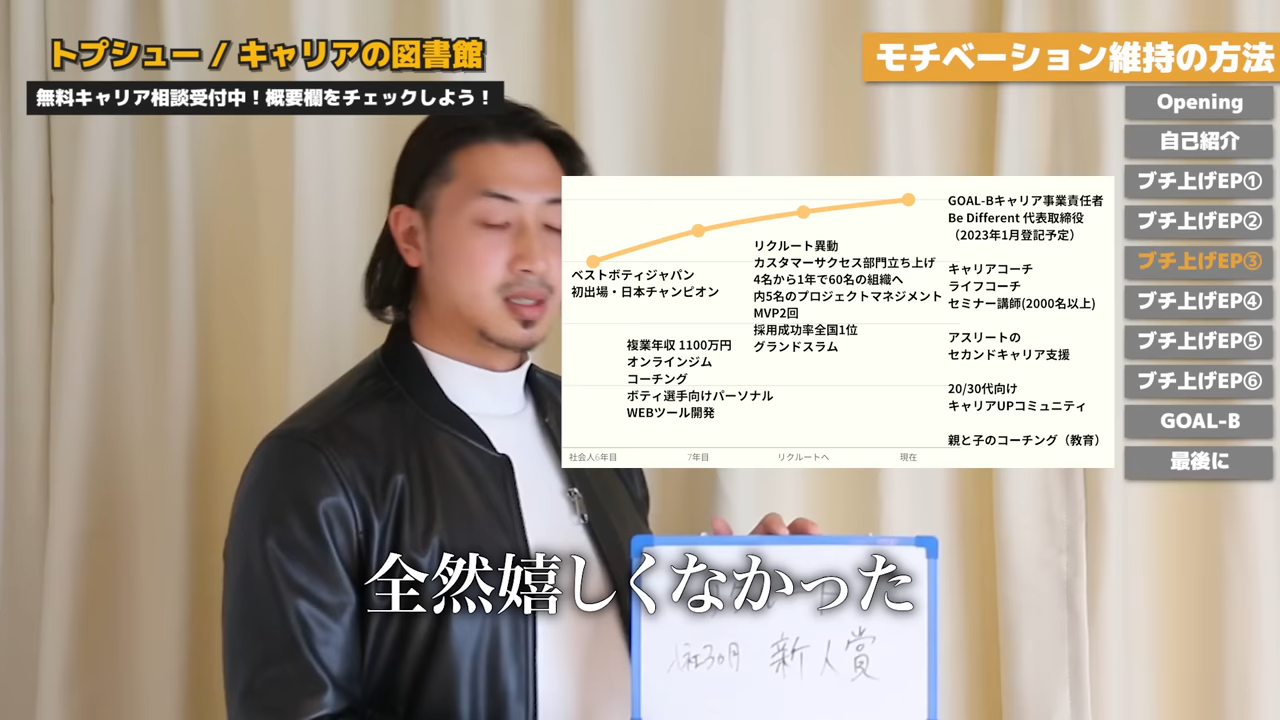 トプシュー / キャリアの図書館
無料キャリア相談受付中！概要欄をチェックしよう！
モチベーション維持の方法
Opening
自己紹介
ブチ上げEP①
ブチ上げEP②
ブチ上げEP③
ブチ上げEP④
ブチ上げEP⑤
ブチ上げEP⑥
GOAL-B
最後に
ベストボティジャパン
初出場・日本チャンピオン
複業年収 1100万円
オンラインジム
コーチング
ボティ選手向けパーソナル
WEBツール開発
リクルート異動
カスタマーサクセス部門立ち上げ
4名から1年で60名の組織へ
内5名のプロジェクトマネジメント
MVP2回
採用成功率全国1位
グランドスラム
GOAL-Bキャリア事業責任者
Be Different 代表取締役
（2023年1月登記予定）
キャリアコーチ
ライフコーチ
セミナー講師(2000名以上)
アスリートの
セカンドキャリア支援
20/30代向け
キャリアUPコミュニティ
親と子のコーチング（教育）
社会人6年目
7年目
リクルートへ
現在
全然嬉しくなかった
入社3ヵ月 新人賞